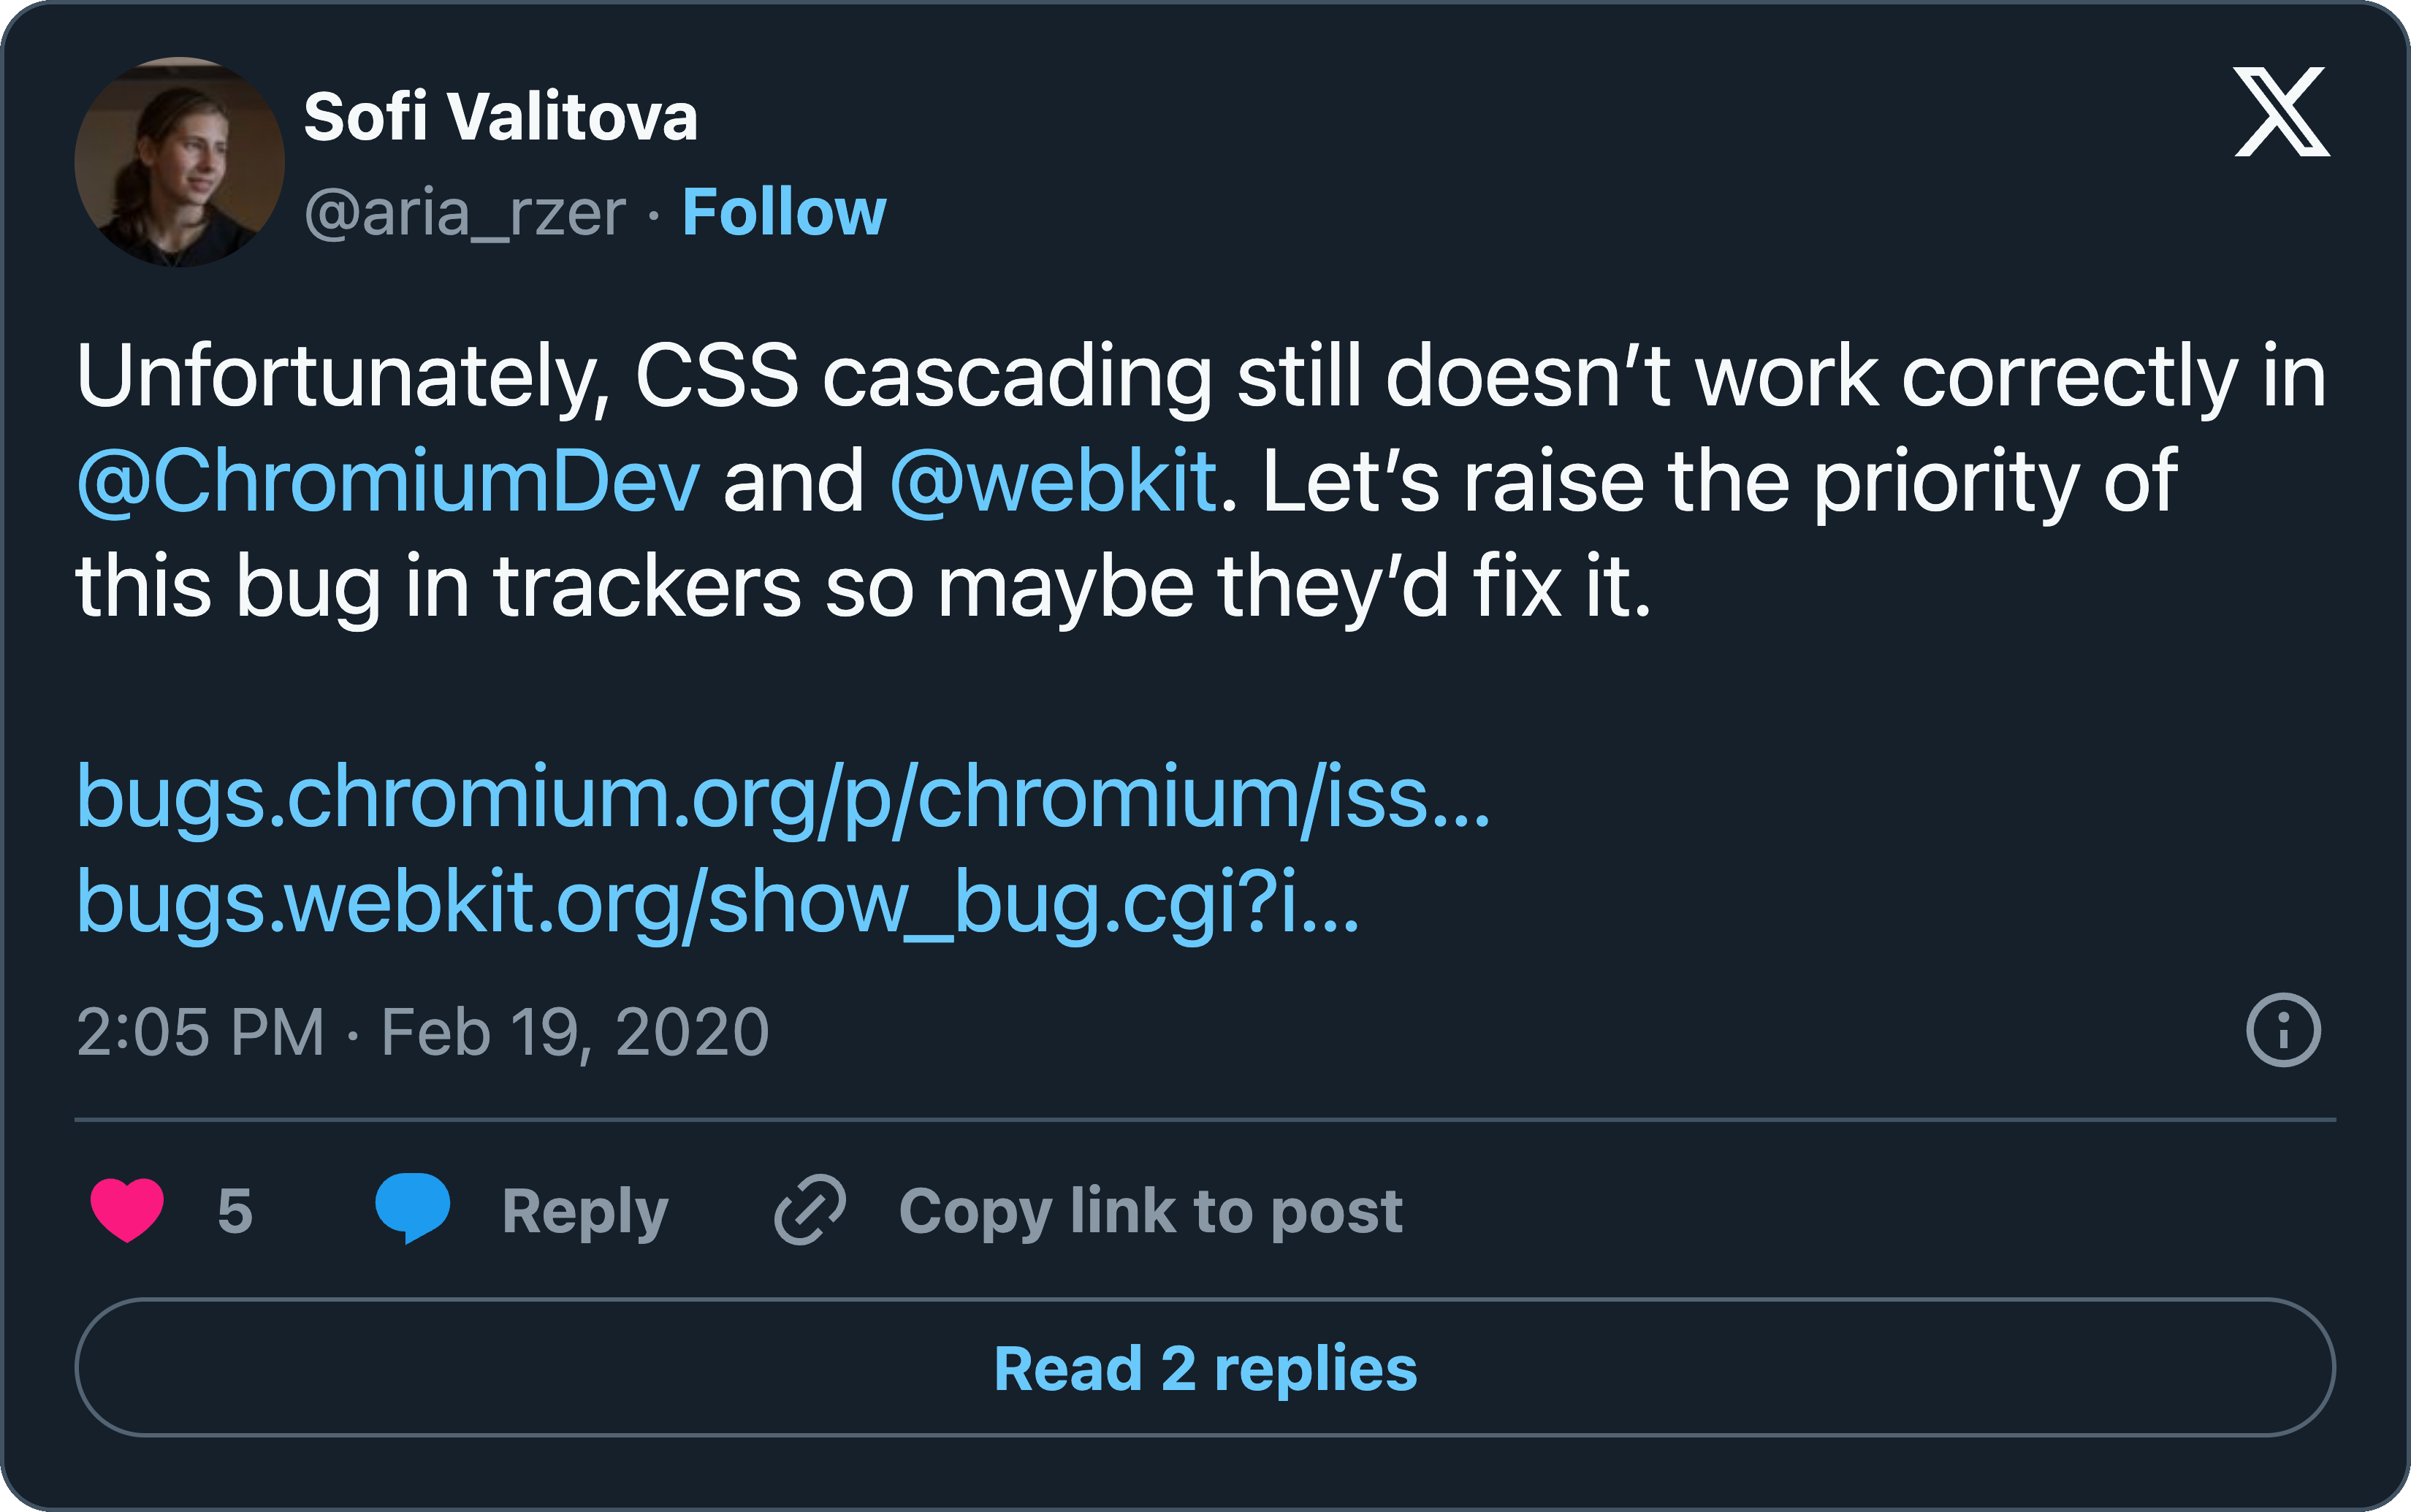 Sofi Valitova
@aria_rzer · Follow
Unfortunately, CSS cascading still doesn’t work correctly in
@ChromiumDev and @webkit. Let’s raise the priority of
this bug in trackers so maybe they’d fix it.
bugs.chromium.org/p/chromium/iss…
bugs.webkit.org/show_bug.cgi?i…
2:05 PM · Feb 19, 2020
5 Reply Copy link to post
Read 2 replies